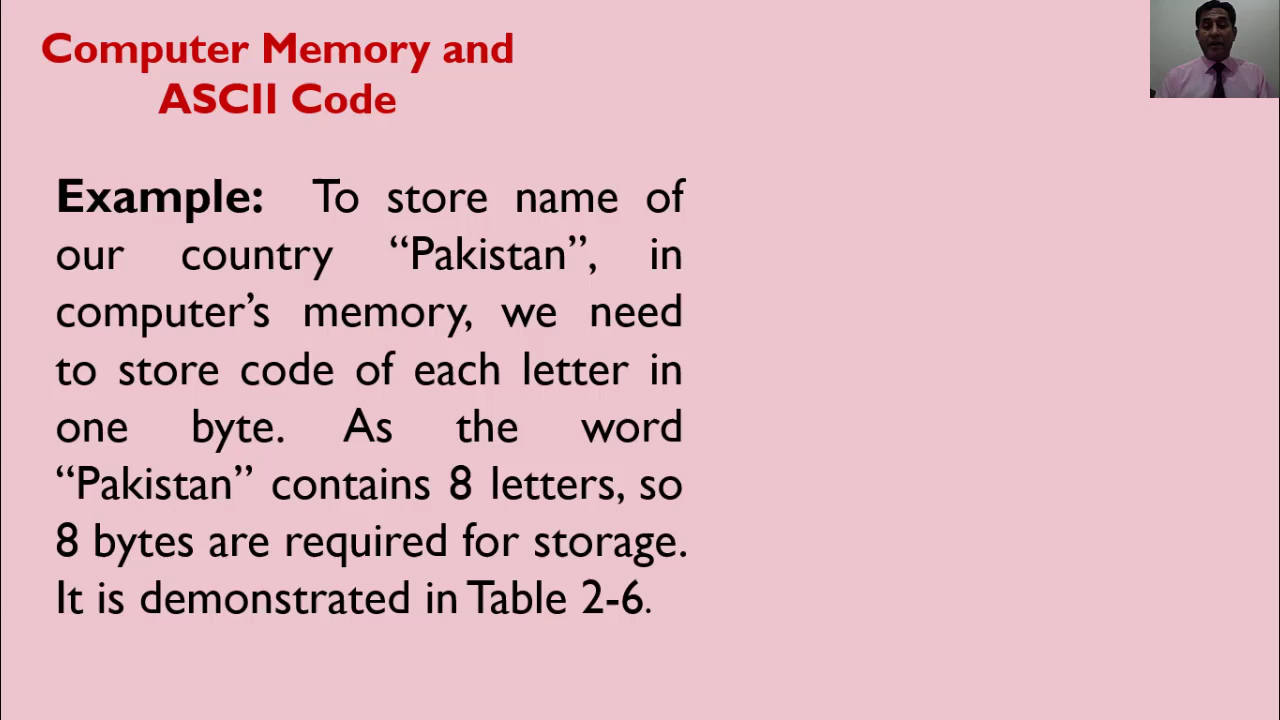 Computer Memory and
ASCII Code
Example: To store name of
our country “Pakistan”, in
computer’s memory, we need
to store code of each letter in
one byte. As the word
“Pakistan” contains 8 letters, so
8 bytes are required for storage.
It is demonstrated in Table 2-6.